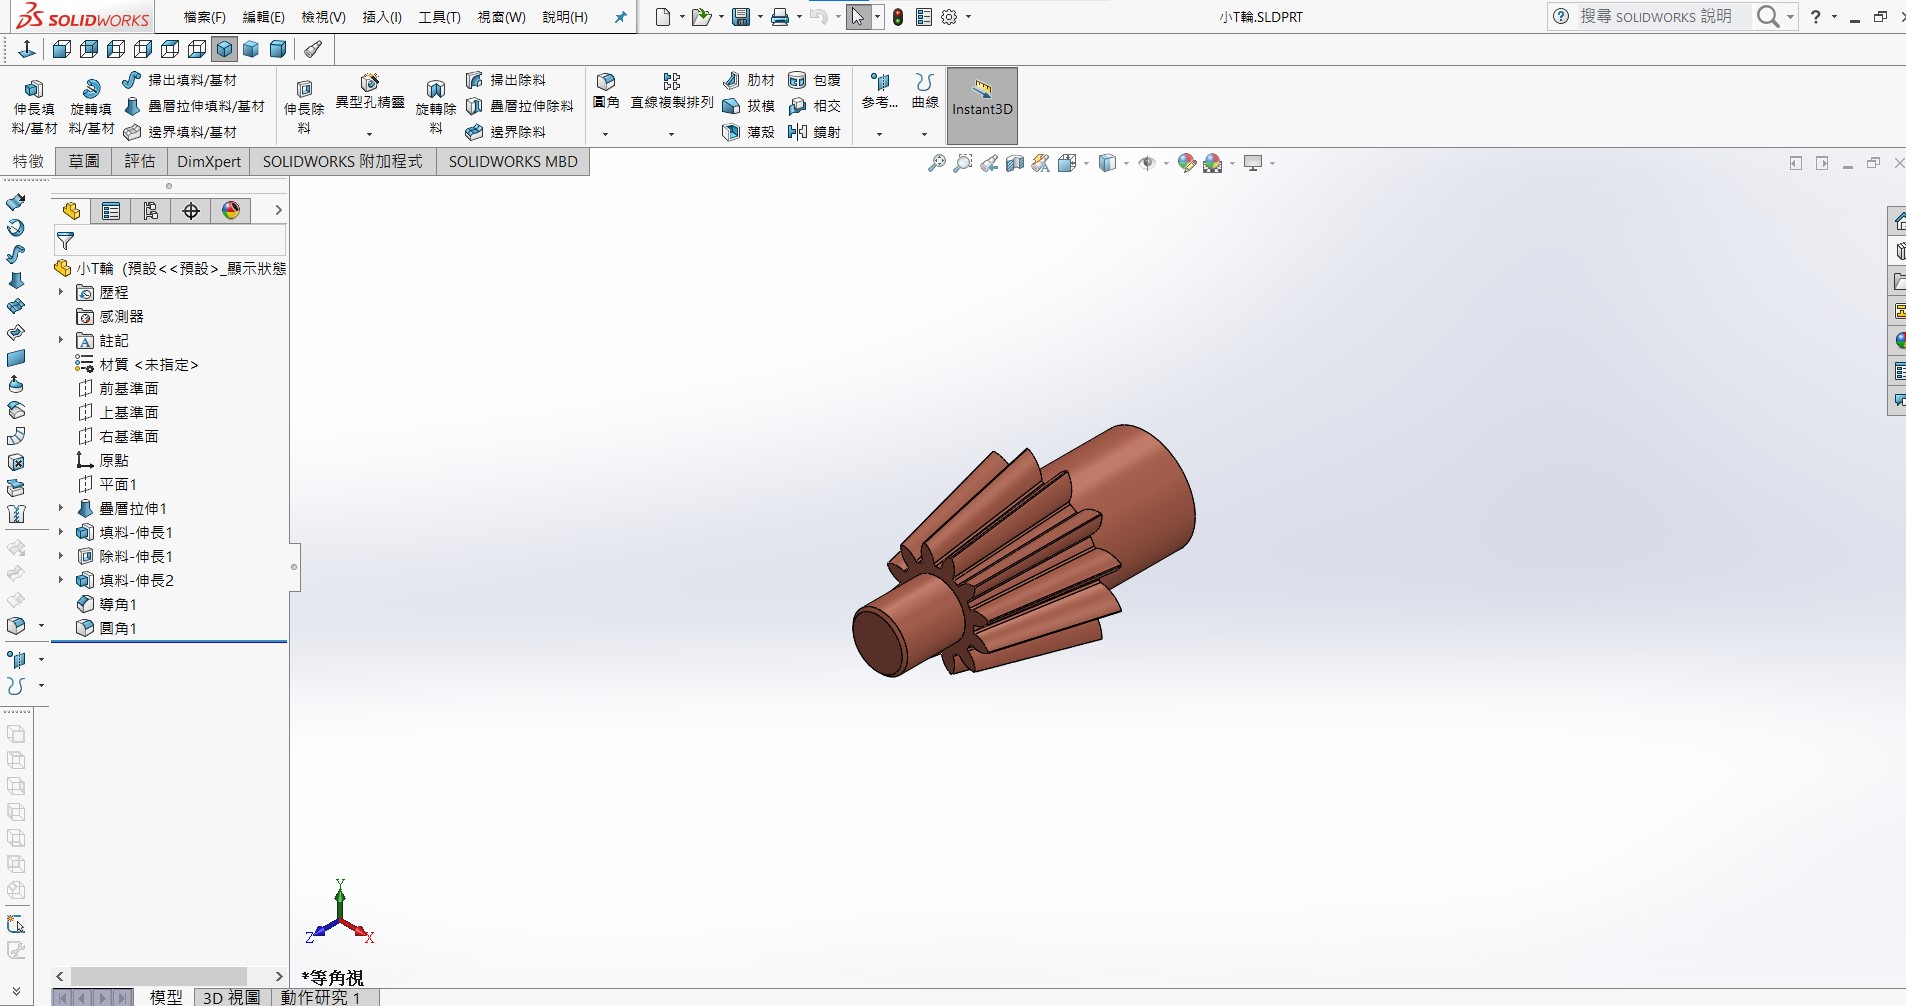 SOLIDWORKS 檔案(F) 編輯(E) 檢視(V) 插入(I) 工具(T) 視窗(W) 說明(H) 小T輪.SLDPRT 搜尋 SOLIDWORKS 說明
伸長填料/基材
旋轉填料/基材
掃出填料/基材
疊層拉伸填料/基材
邊界填料/基材
伸長除料
異型孔精靈
旋轉除料
掃出除料
疊層拉伸除料
邊界除料
圓角
直線複製排列
肋材
拔模
薄殼
包覆
相交
鏡射
參考...
曲線
Instant3D
特徵 草圖 評估 DimXpert SOLIDWORKS 附加程式 SOLIDWORKS MBD
小T輪 (預設<<預設>_顯示狀態
歷程
感測器
註記
材質 <未指定>
前基準面
上基準面
右基準面
原點
平面1
疊層拉伸1
填料-伸長1
除料-伸長1
填料-伸長2
導角1
圓角1
Y
Z
X
*等角視
模型 3D 視圖 動作研究 1